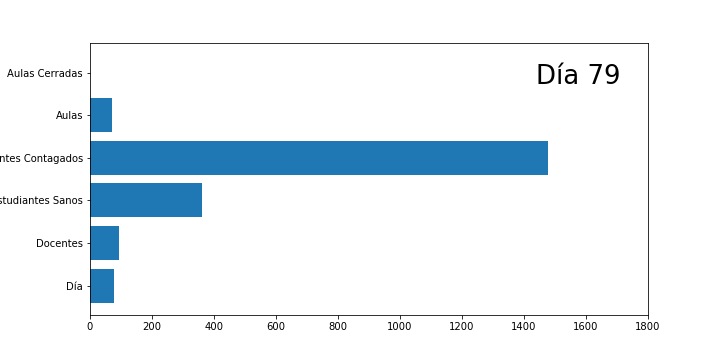 Día 79
Aulas Cerradas
Aulas
ntes Contagados
studiantes Sanos
Docentes
Día
0 200 400 600 800 1000 1200 1400 1600 1800